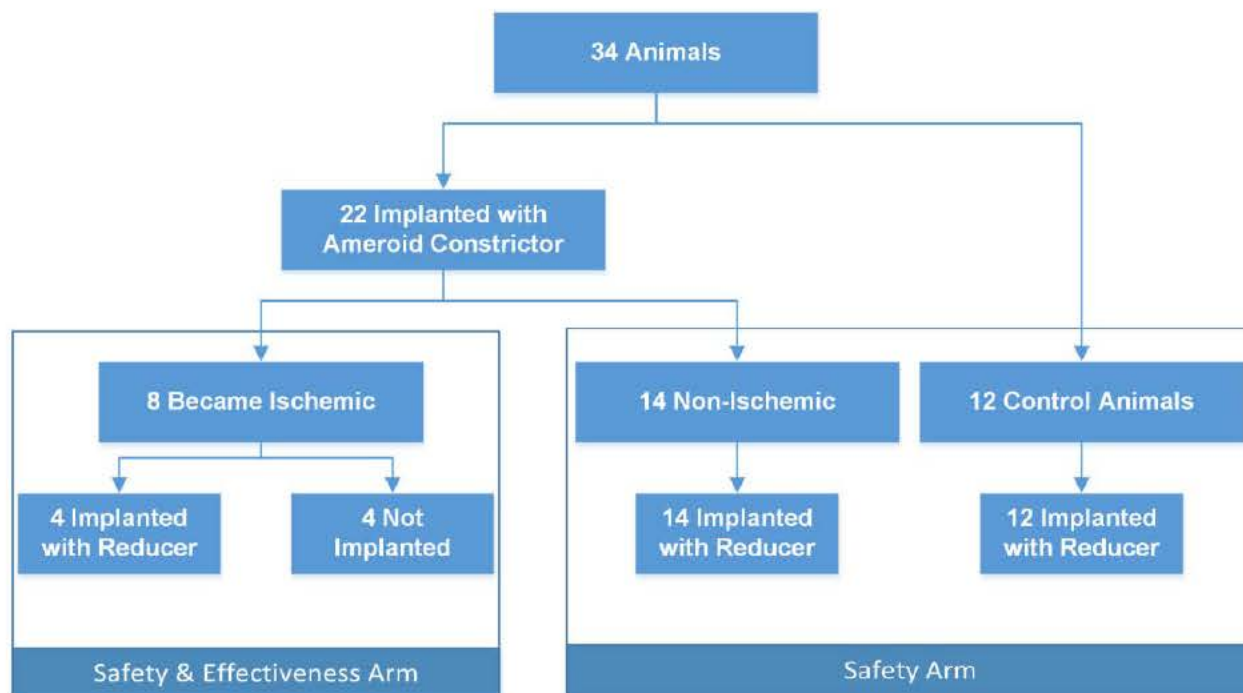 34 Animals
22 Implanted with
Ameroid Constrictor
8 Became Ischemic
14 Non-Ischemic
12 Control Animals
4 Implanted
with Reducer
4 Not
Implanted
14 Implanted
with Reducer
12 Implanted
with Reducer
Safety & Effectiveness Arm
Safety Arm